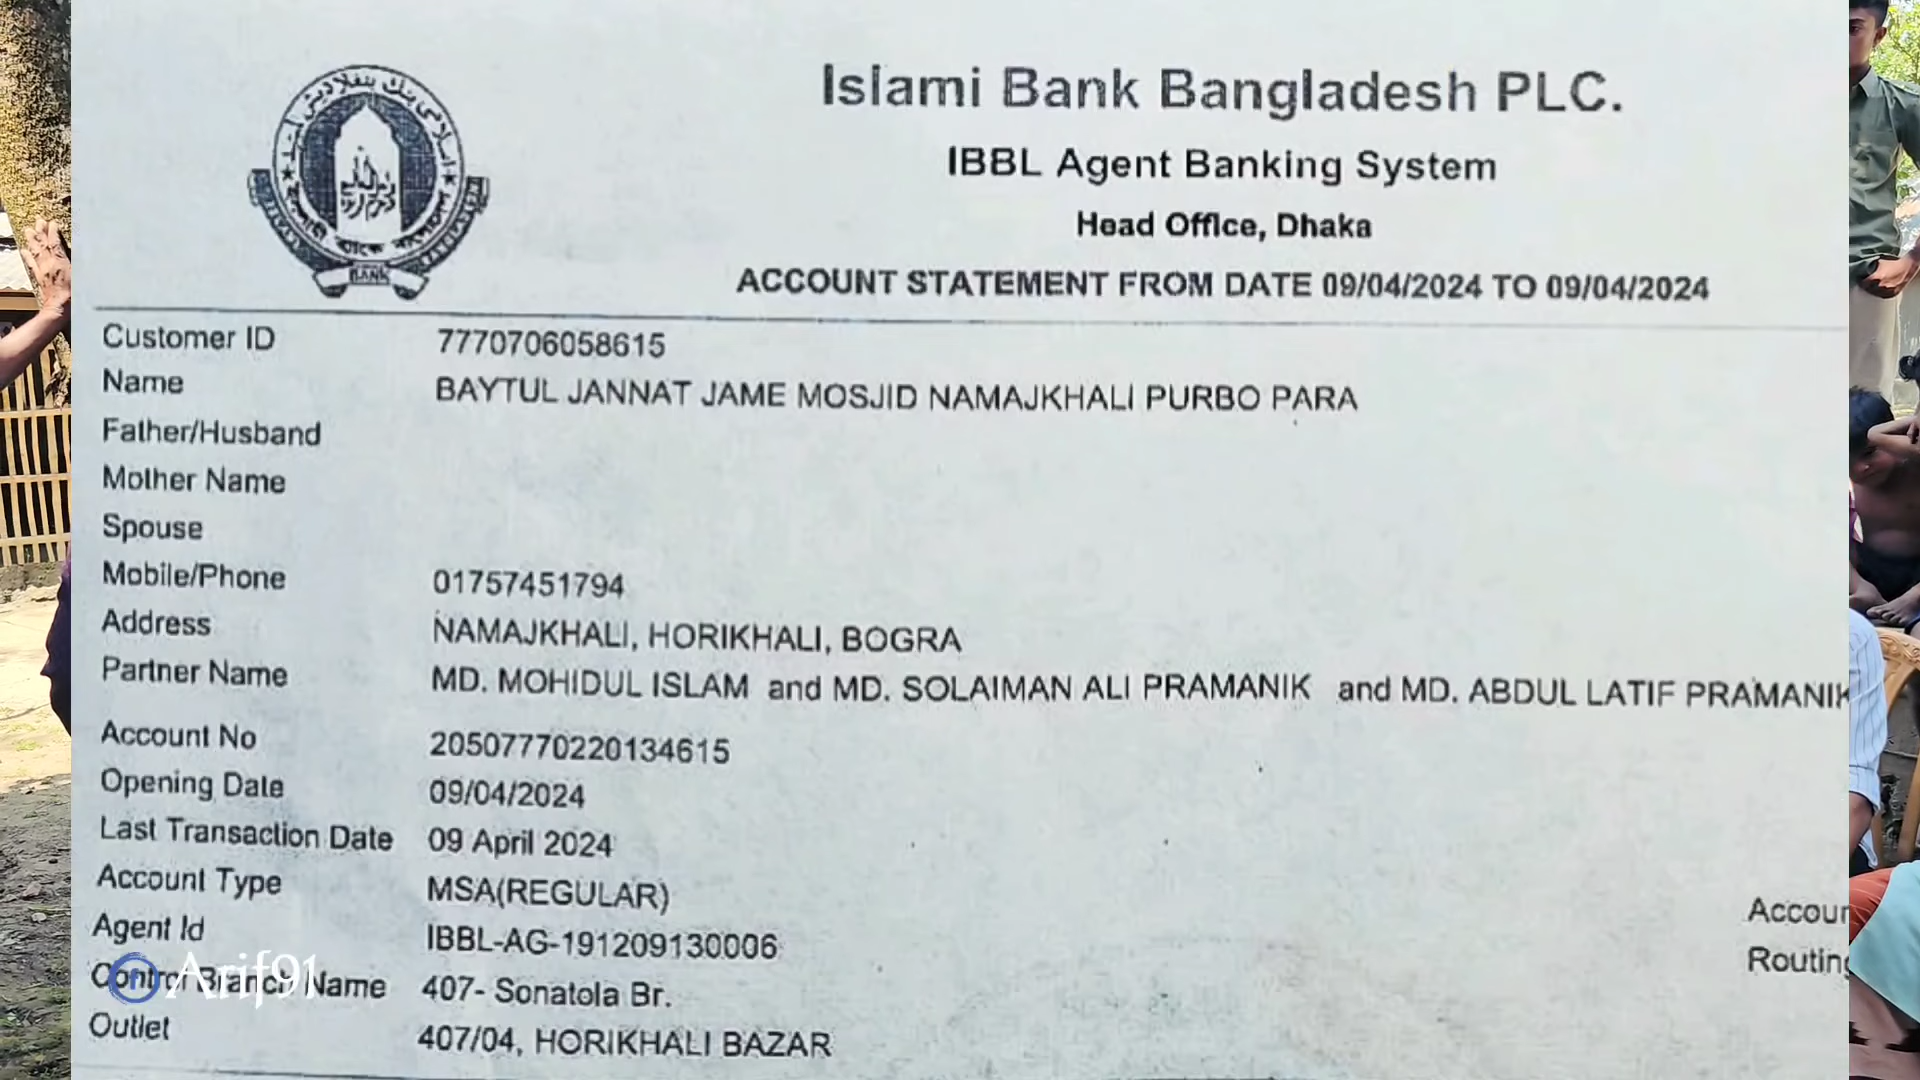 Islami Bank Bangladesh PLC.
IBBL Agent Banking System
Head Office, Dhaka
ACCOUNT STATEMENT FROM DATE 09/04/2024 TO 09/04/2024
BANK
Customer ID 7770706058615
Name BAYTUL JANNAT JAME MOSJID NAMAJKHALI PURBO PARA
Father/Husband
Mother Name
Spouse
Mobile/Phone 01757451794
Address NAMAJKHALI, HORIKHALI, BOGRA
Partner Name MD. MOHIDUL ISLAM and MD. SOLAIMAN ALI PRAMANIK and MD. ABDUL LATIF PRAMANIK
Account No 20507770220134615
Opening Date 09/04/2024
Last Transaction Date 09 April 2024
Account Type MSA(REGULAR)
Accoun
Agent Id IBBL-AG-191209130006
Routing
Control Branch Name 407- Sonatola Br.
Arif91
Outlet 407/04, HORIKHALI BAZAR